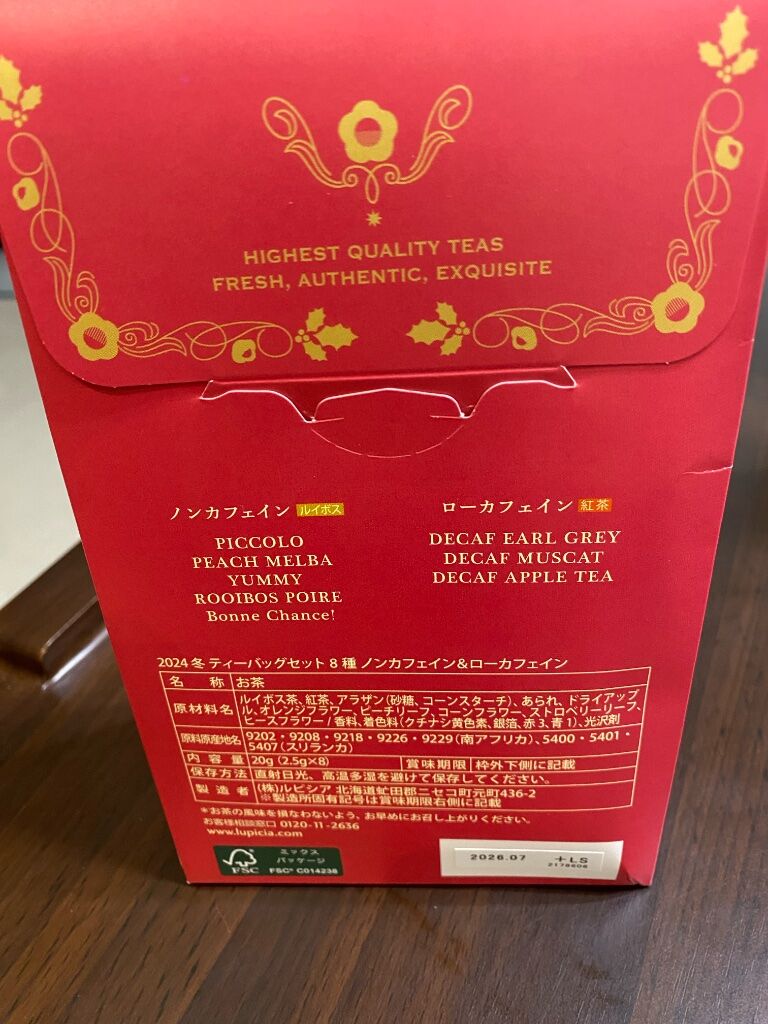 HIGHEST QUALITY TEAS
FRESH, AUTHENTIC, EXQUISITE
ノンカフェイン ルイボス
PICCOLO
PEACH MELBA
YUMMY
ROOIBOS POIRE
Bonne Chance!
ローカフェイン 紅茶
DECAF EARL GREY
DECAF MUSCAT
DECAF APPLE TEA
2024 冬 ティーバッグセット 8 種 ノンカフェイン&ローカフェイン
名 称 お茶
原材料名 ルイボス茶、紅茶、アラザン(砂糖、コーンスターチ)、あられ、ドライアップ
ル、オレンジフラワー、ピーチリーフ、コーンフラワー、ストロベリーリーフ、
ヒースフラワー / 香料、着色料(クチナシ黄色素、銀箔、赤 3、青 1)、光沢剤
原料原産地名 9202・9208・9218・9226・9229(南アフリカ)、5400・5401・
5407(スリランカ)
内 容 量 20g (2.5g×8) 賞味期限 枠外下側に記載
保存方法 直射日光、高温多湿を避けて保存してください。
製 造 者 (株)ルピシア 北海道虻田郡ニセコ町元町436-2
※製造所固有記号は賞味期限右側に記載
*お茶の風味を損なわないよう、お早めにお召し上がりください。
お客様相談窓口 0120-11-2636
www.lupicia.com
FSC
ミックス
パッケージ
FSC® C014238
2026.07 +LS
2178606